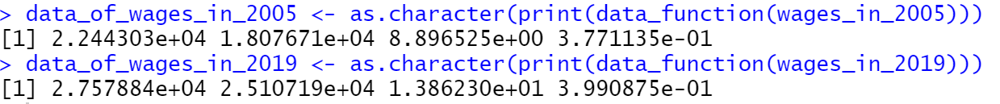 > data_of_wages_in_2005 <- as.character(print(data_function(wages_in_2005)))
[1] 2.244303e+04 1.807671e+04 8.896525e+00 3.771135e-01
> data_of_wages_in_2019 <- as.character(print(data_function(wages_in_2019)))
[1] 2.757884e+04 2.510719e+04 1.386230e+01 3.990875e-01